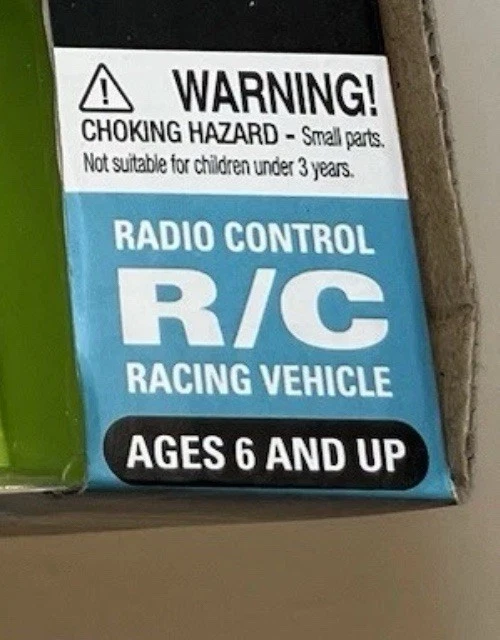 WARNING!
CHOKING HAZARD - Small parts.
Not suitable for children under 3 years.
RADIO CONTROL
R/C
RACING VEHICLE
AGES 6 AND UP